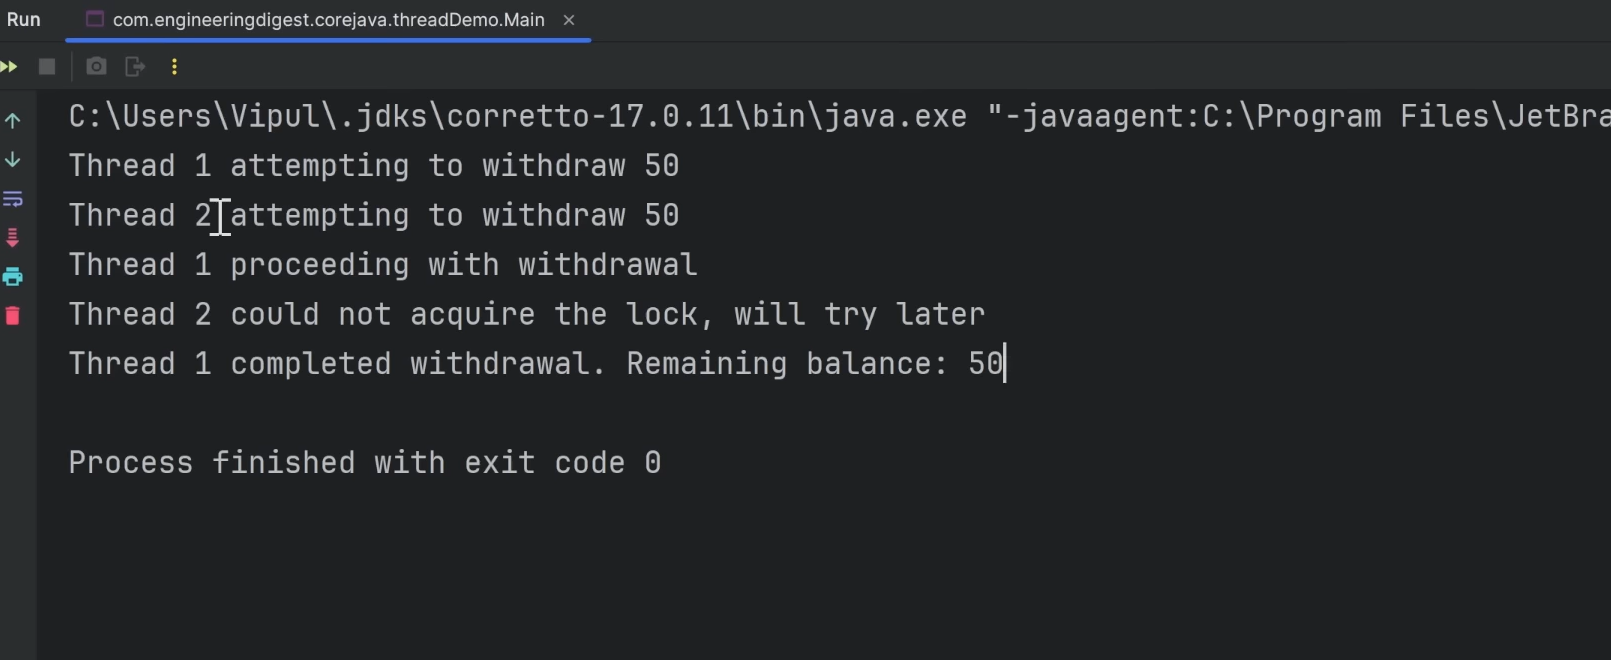 Run com.engineeringdigest.corejava.threadDemo.Main
C:\Users\Vipul\.jdks\corretto-17.0.11\bin\java.exe "-javaagent:C:\Program Files\JetBra
Thread 1 attempting to withdraw 50
Thread 2 attempting to withdraw 50
Thread 1 proceeding with withdrawal
Thread 2 could not acquire the lock, will try later
Thread 1 completed withdrawal. Remaining balance: 50
Process finished with exit code 0